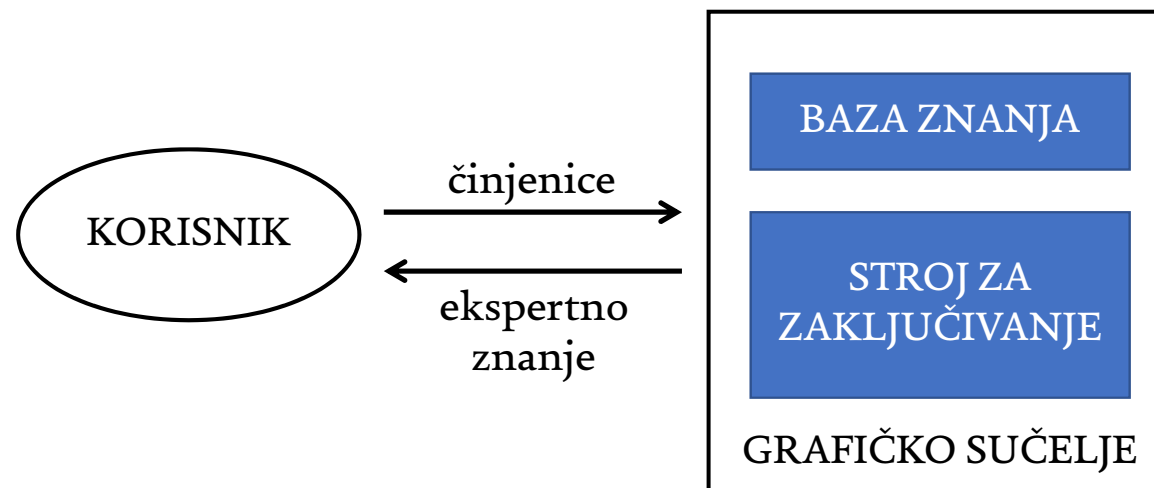 KORISNIK
činjenice
ekspertno
znanje
BAZA ZNANJA
STROJ ZA
ZAKLJUČIVANJE
GRAFIČKO SUČELJE